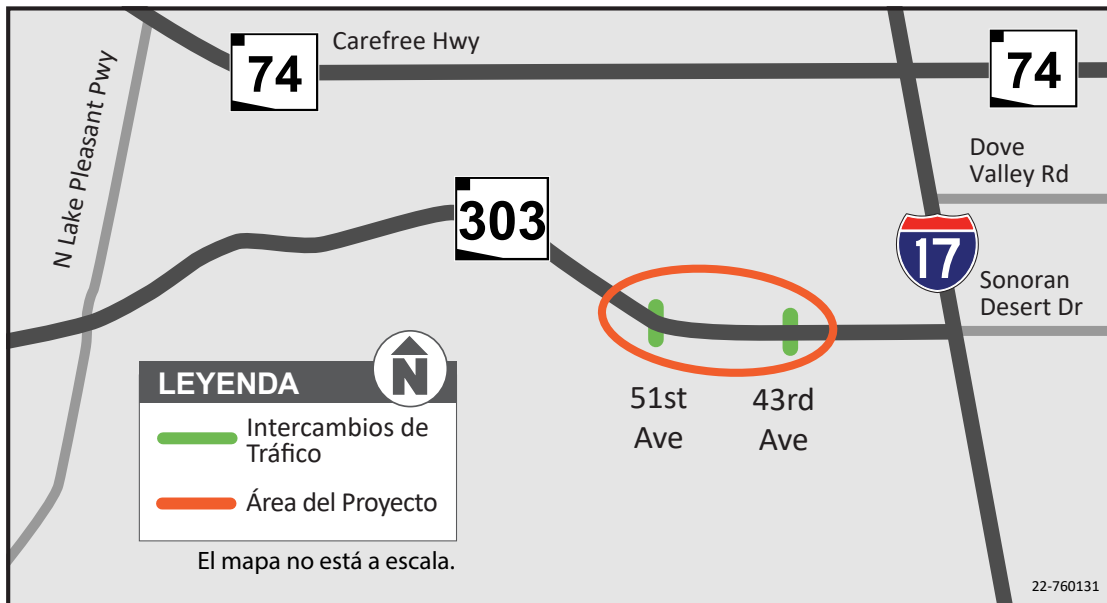 Carefree Hwy
74
74
N Lake Pleasant Pwy
Dove
Valley Rd
303
17
Sonoran
Desert Dr
N
LEYENDA
Intercambios de
Tráfico
Área del Proyecto
51st
Ave
43rd
Ave
El mapa no está a escala.
22-760131